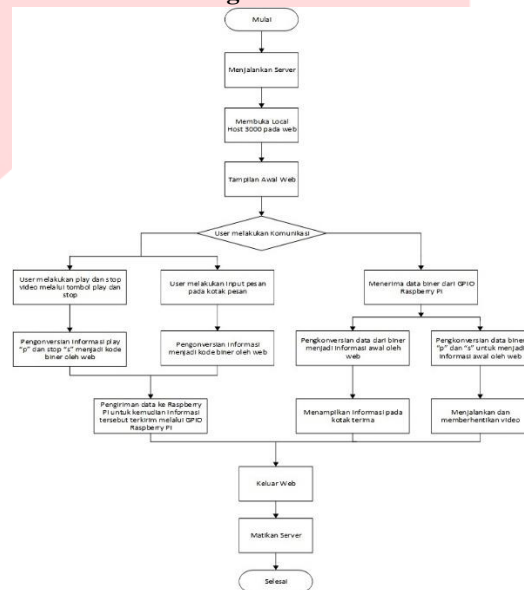 Mulai
Menjalankan Server
Membuka Local
Host 3000 pada web
Tampilan Awal Web
User melakukan Komunikasi
User melakukan play dan stop
video melalui tombol play dan
stop
User melakukan input pesan
pada kotak pesan
Menerima data biner dari GPIO
Raspberry Pi
Pengonversian Informasi play
"p" dan stop "s" menjadi kode
biner oleh web
Pengonversian Informasi
menjadi kode biner oleh web
Pengkonversian data dari biner
menjadi informasi awal oleh
web
Pengkonversian data biner
"p" dan "s" untuk menjadi
informasi awal oleh web
Pengiriman data ke Raspberry
Pi untuk kemudian informasi
tersebut terkirim melalui GPIO
Raspberry Pi
Menampilkan Informasi pada
kotak terima
Menjalankan dan
memberhentikan video
Keluar Web
Matikan Server
Selesai